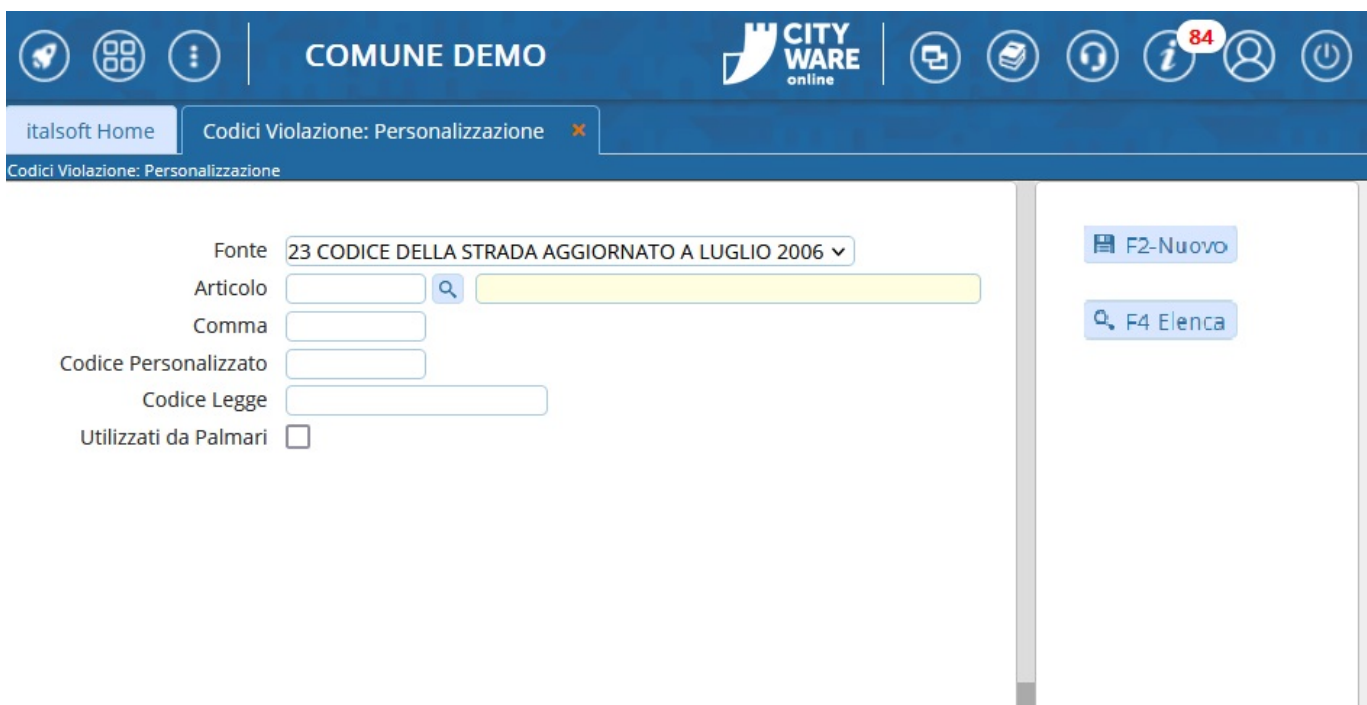 COMUNE DEMO
CITY
WARE
online
84
italsoft Home
Codici Violazione: Personalizzazione
Codici Violazione: Personalizzazione
Fonte 23 CODICE DELLA STRADA AGGIORNATO A LUGLIO 2006
Articolo
Comma
Codice Personalizzato
Codice Legge
Utilizzati da Palmari
F2-Nuovo
F4 Elenca